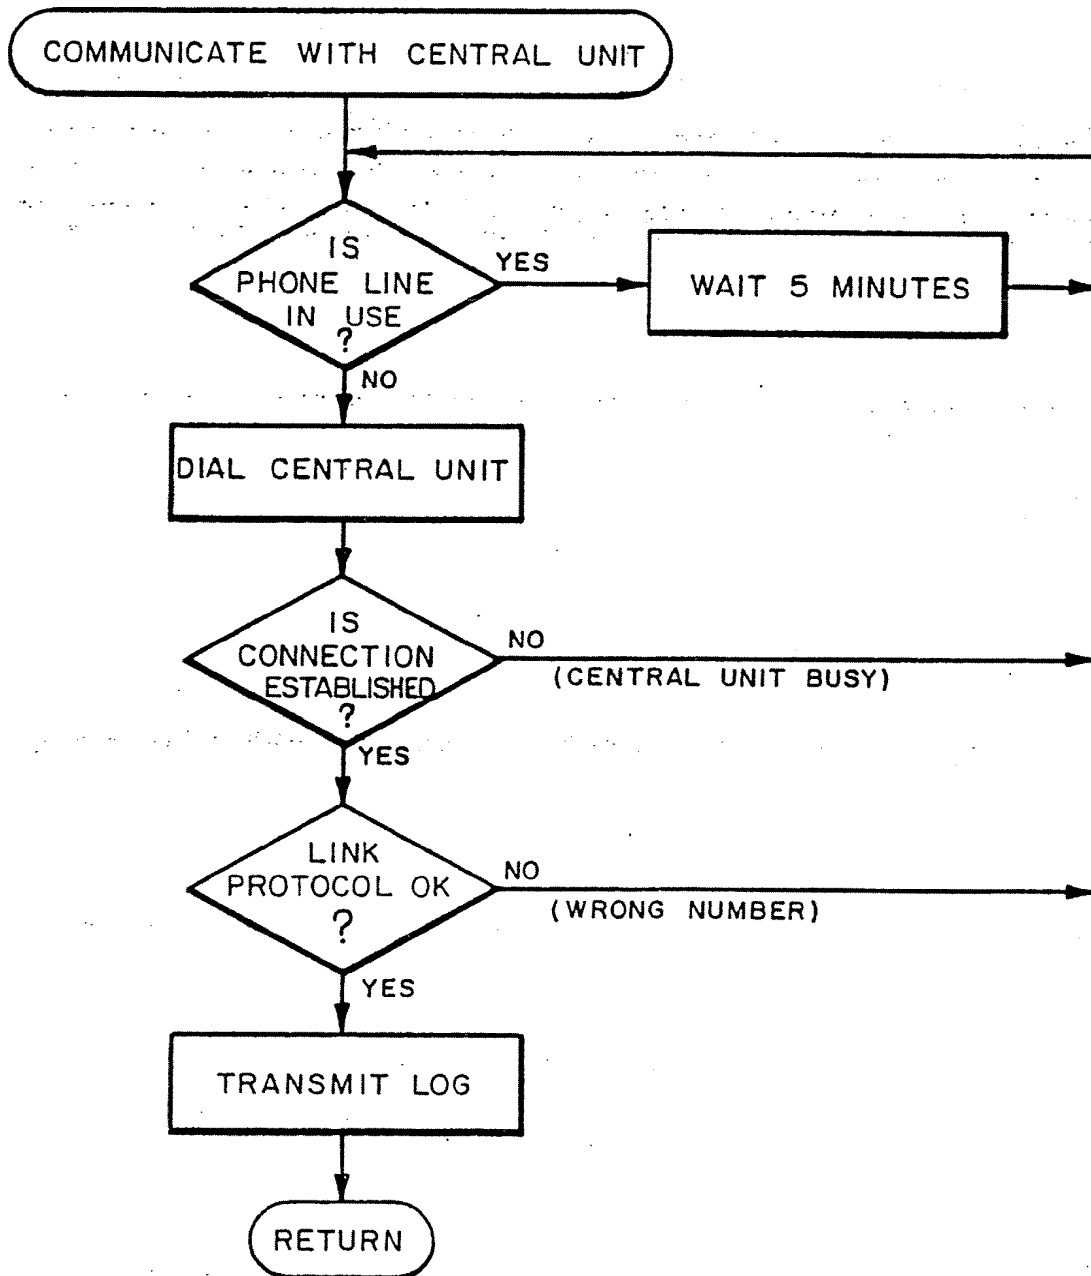 COMMUNICATE WITH CENTRAL UNIT
IS
PHONE LINE
IN USE
?
YES
WAIT 5 MINUTES
NO
DIAL CENTRAL UNIT
IS
CONNECTION
ESTABLISHED
?
NO
(CENTRAL UNIT BUSY)
YES
LINK
PROTOCOL OK
?
NO
(WRONG NUMBER)
YES
TRANSMIT LOG
RETURN